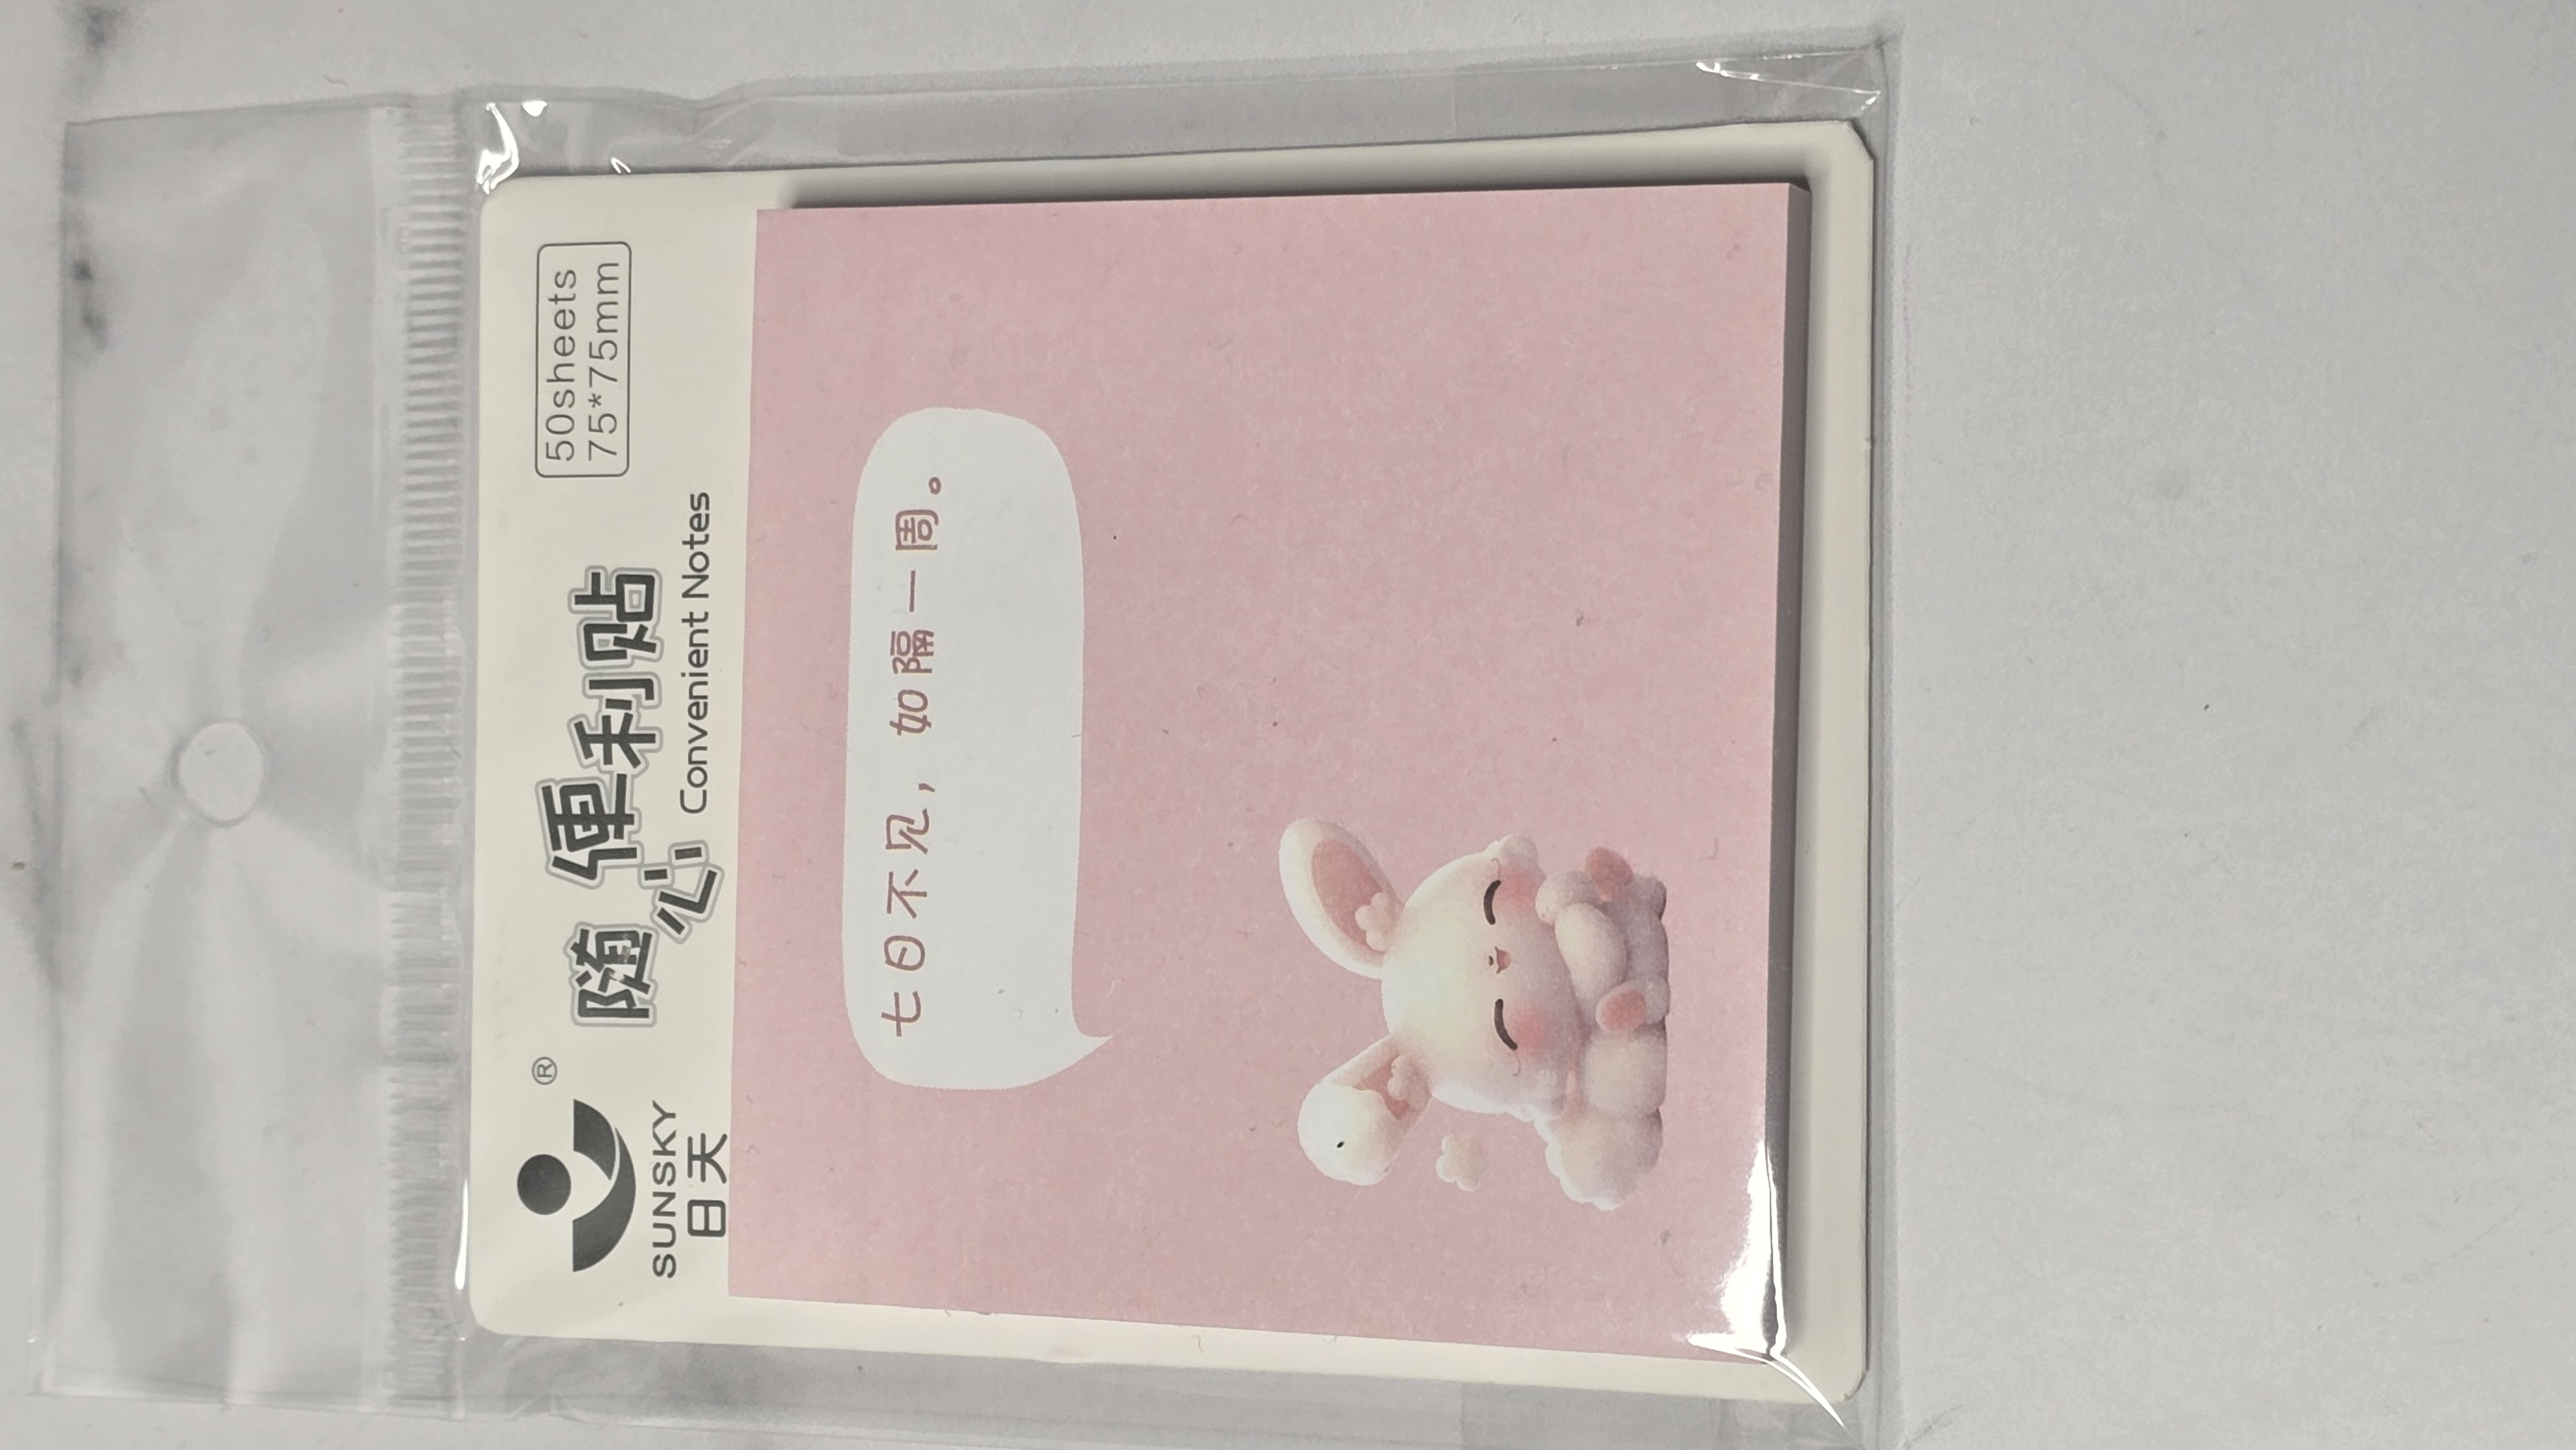 ®
SUNSKY
日天
随心便利贴
Convenient Notes
50sheets
75*75mm
七日不见，如隔一周。